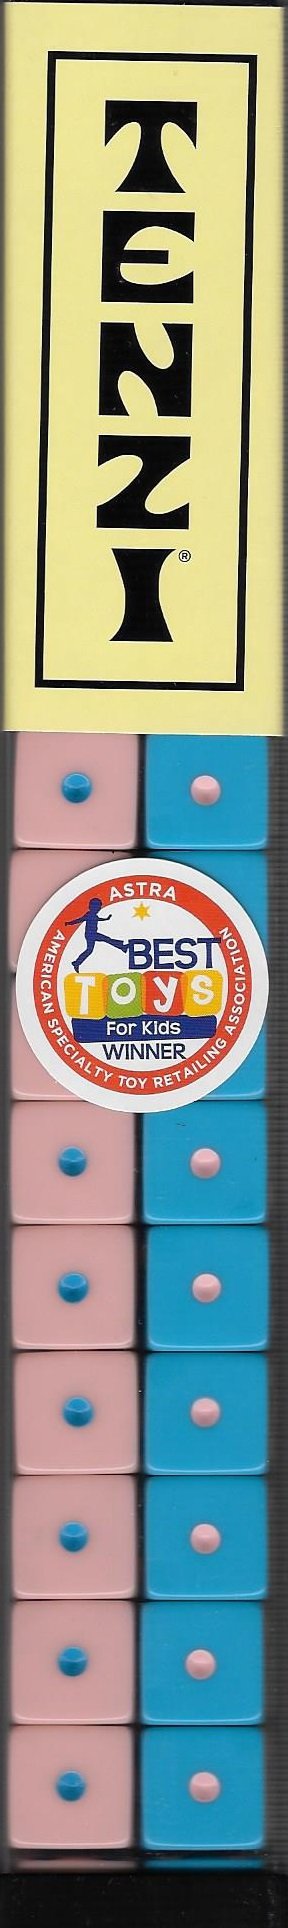 TENZI®
ASTRA
BEST
TOYS
For Kids
WINNER
AMERICAN SPECIALTY TOY RETAILING ASSOCIATION